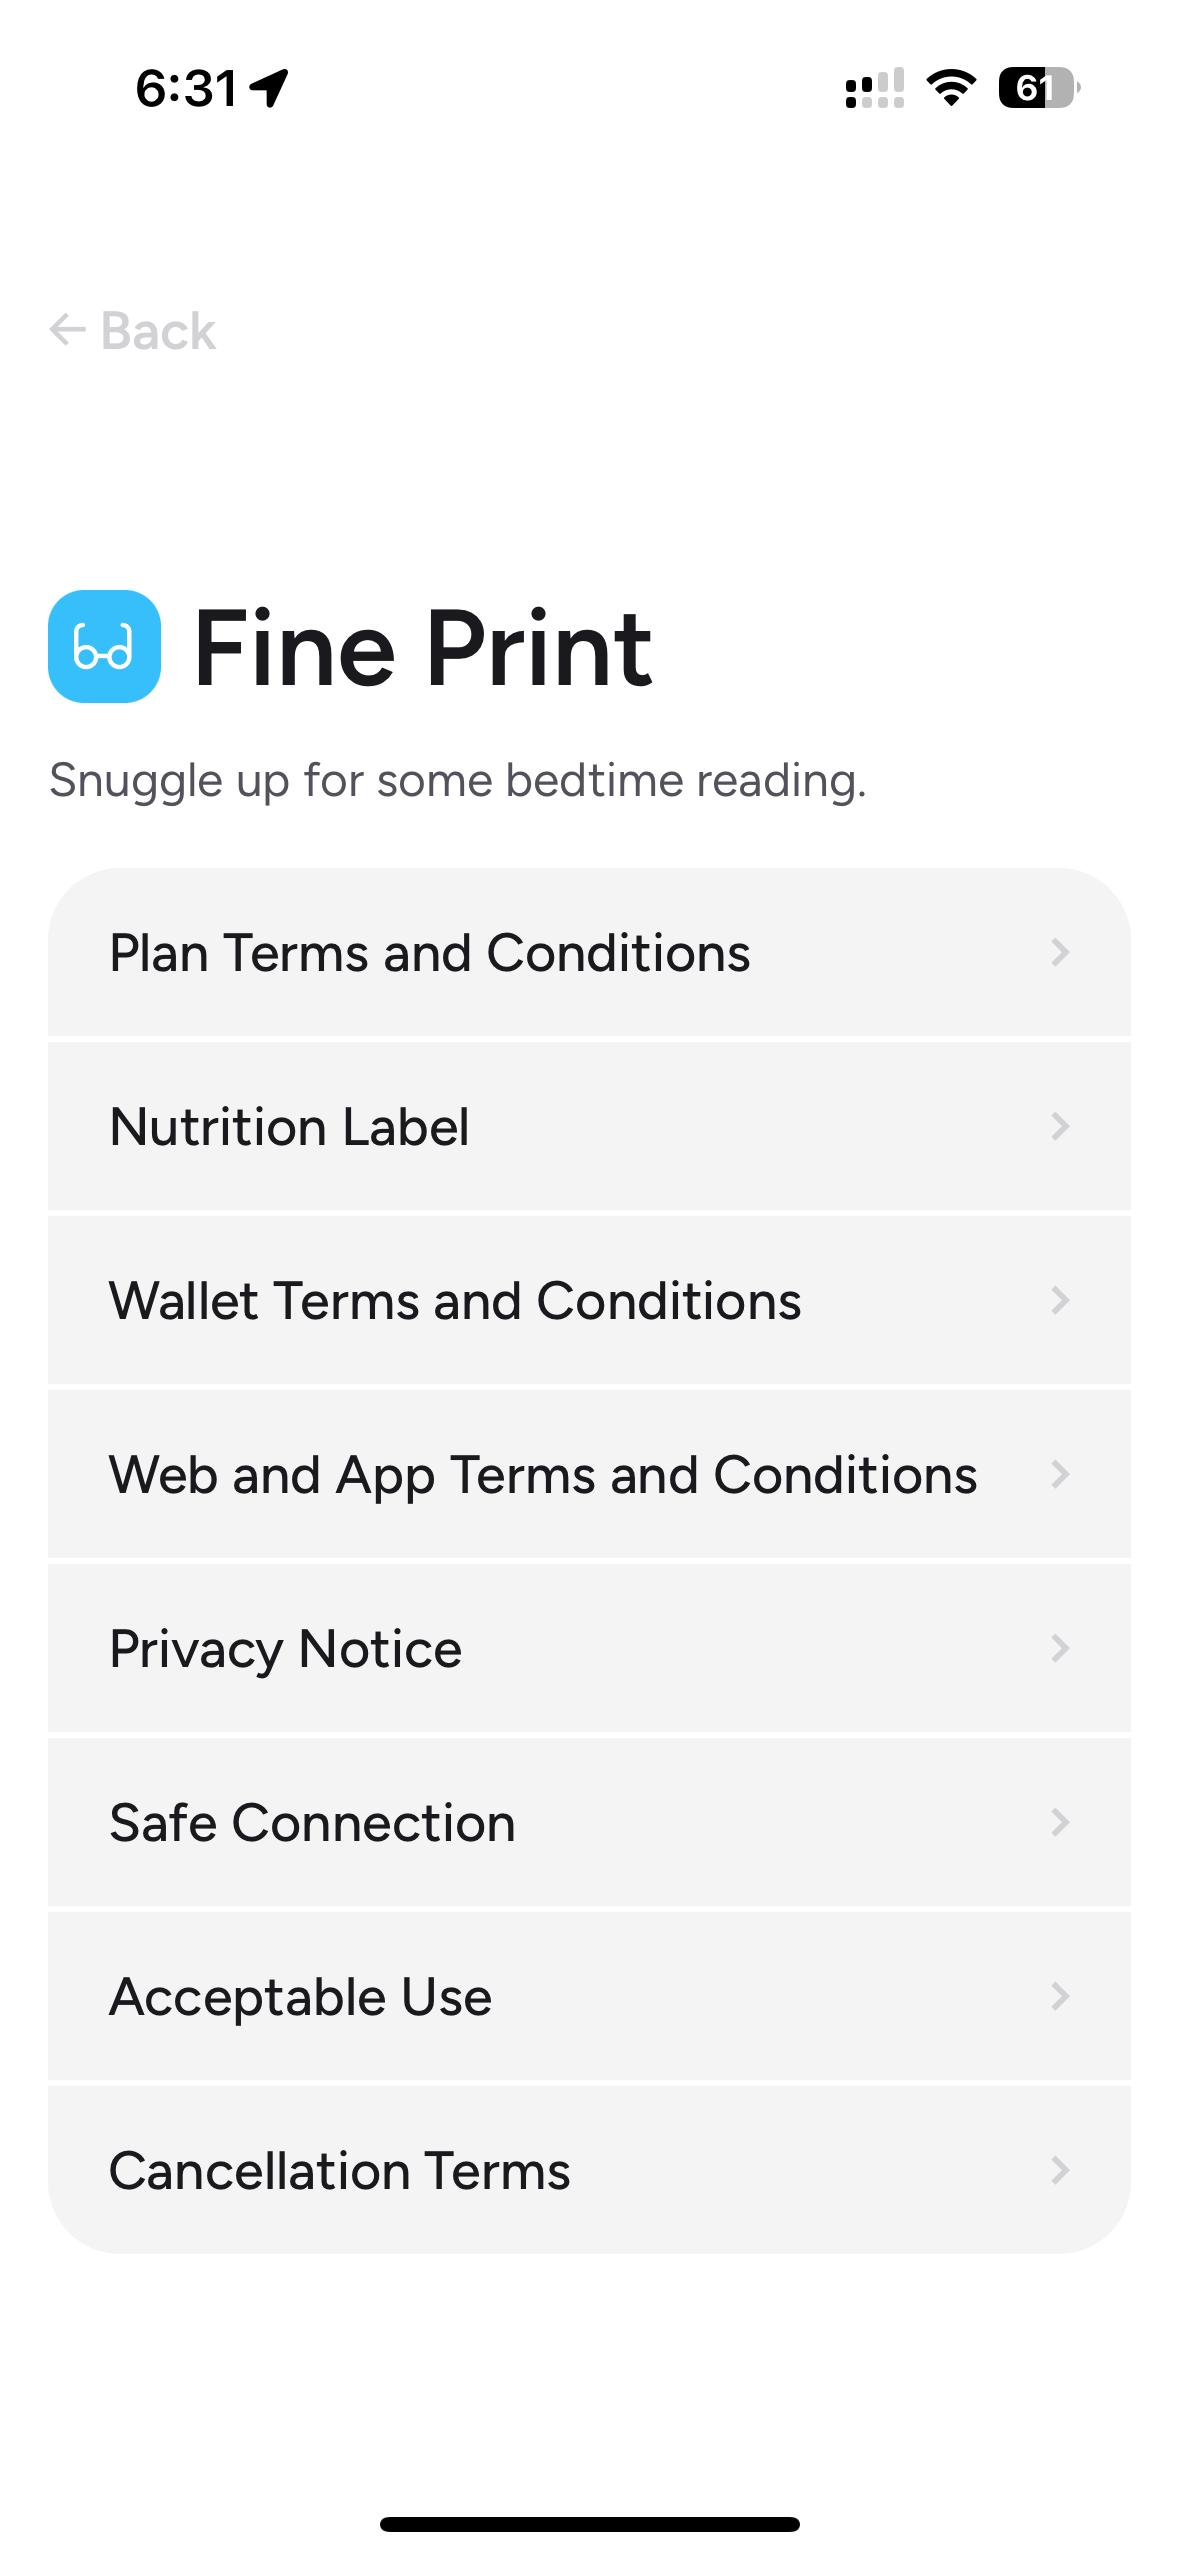 6:31
61
Back
Fine Print
Snuggle up for some bedtime reading.
Plan Terms and Conditions
Nutrition Label
Wallet Terms and Conditions
Web and App Terms and Conditions
Privacy Notice
Safe Connection
Acceptable Use
Cancellation Terms